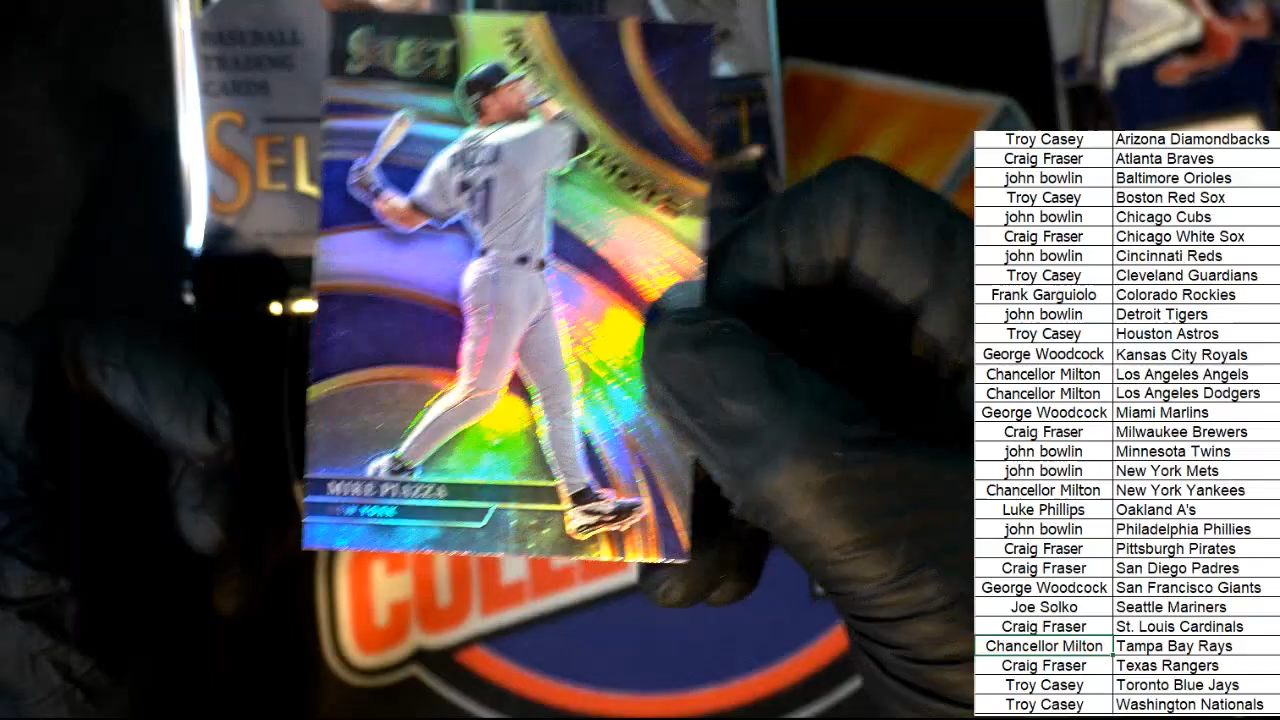 BASEBALL
TRADING
CARDS
SEL
SELECT
31
MIKE PIAZZA
COLL
Troy Casey Arizona Diamondbacks
Craig Fraser Atlanta Braves
john bowlin Baltimore Orioles
Troy Casey Boston Red Sox
john bowlin Chicago Cubs
Craig Fraser Chicago White Sox
john bowlin Cincinnati Reds
Troy Casey Cleveland Guardians
Frank Garguiolo Colorado Rockies
john bowlin Detroit Tigers
Troy Casey Houston Astros
George Woodcock Kansas City Royals
Chancellor Milton Los Angeles Angels
Chancellor Milton Los Angeles Dodgers
George Woodcock Miami Marlins
Craig Fraser Milwaukee Brewers
john bowlin Minnesota Twins
john bowlin New York Mets
Chancellor Milton New York Yankees
Luke Phillips Oakland A's
john bowlin Philadelphia Phillies
Craig Fraser Pittsburgh Pirates
Craig Fraser San Diego Padres
George Woodcock San Francisco Giants
Joe Solko Seattle Mariners
Craig Fraser St. Louis Cardinals
Chancellor Milton Tampa Bay Rays
Craig Fraser Texas Rangers
Troy Casey Toronto Blue Jays
Troy Casey Washington Nationals